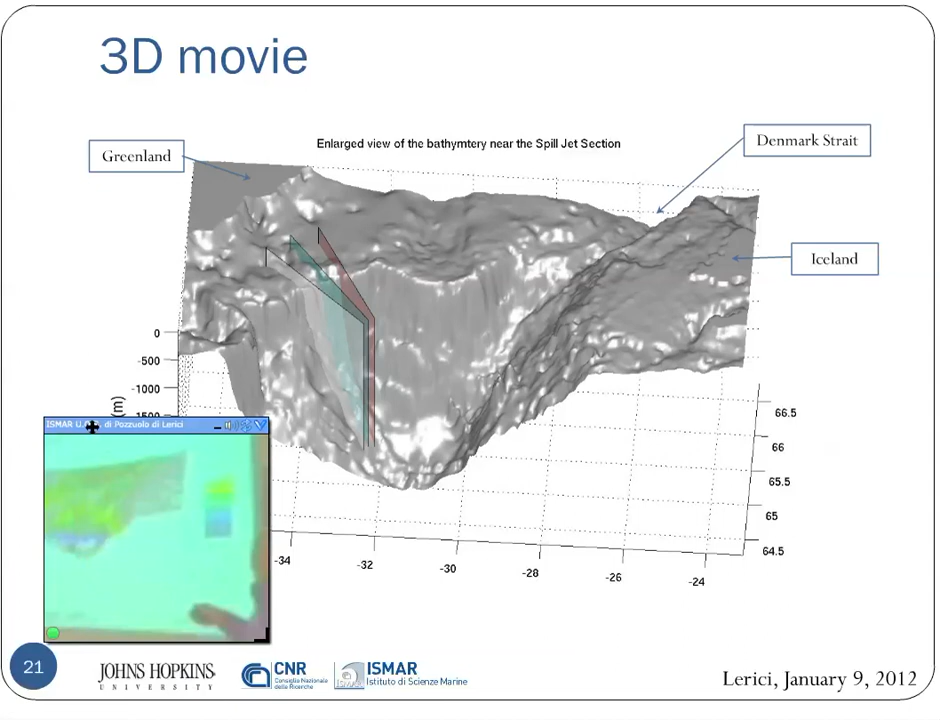 3D movie
Enlarged view of the bathymtery near the Spill Jet Section
Denmark Strait
Greenland
Iceland
0
-500
-1000
1500
(m)
66.5
66
65.5
65
64.5
-34
-32
-30
-28
-26
-24
ISMAR U. di Pozzuolo di Lerici
21
JOHNS HOPKINS
UNIVERSITY
CNR
Consiglio Nazionale
delle Ricerche
ISMAR
ISMAR
Istituto di Scienze Marine
Lerici, January 9, 2012